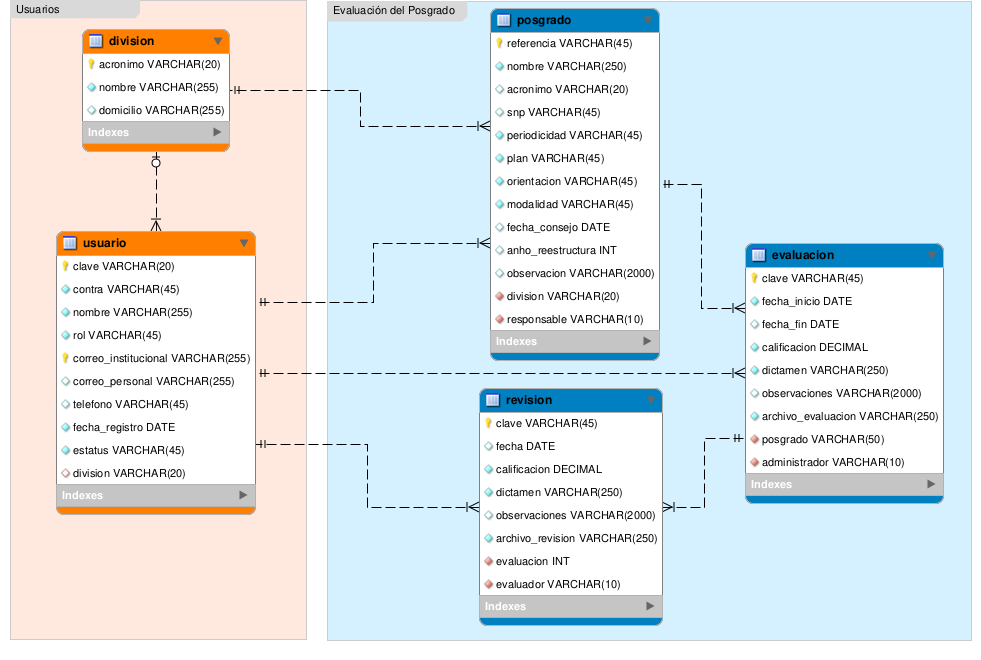 Usuarios
division
acronimo VARCHAR(20)
nombre VARCHAR(255)
domicilio VARCHAR(255)
Indexes
usuario
clave VARCHAR(20)
contra VARCHAR(45)
nombre VARCHAR(255)
rol VARCHAR(45)
correo_institucional VARCHAR(255)
correo_personal VARCHAR(255)
telefono VARCHAR(45)
fecha_registro DATE
estatus VARCHAR(45)
division VARCHAR(20)
Indexes
Evaluación del Posgrado
posgrado
referencia VARCHAR(45)
nombre VARCHAR(250)
acronimo VARCHAR(20)
snp VARCHAR(45)
periodicidad VARCHAR(45)
plan VARCHAR(45)
orientacion VARCHAR(45)
modalidad VARCHAR(45)
fecha_consejo DATE
anho_reestructura INT
observacion VARCHAR(2000)
division VARCHAR(20)
responsable VARCHAR(10)
Indexes
revision
clave VARCHAR(45)
fecha DATE
calificacion DECIMAL
dictamen VARCHAR(250)
observaciones VARCHAR(2000)
archivo_revision VARCHAR(250)
evaluacion INT
evaluador VARCHAR(10)
Indexes
evaluacion
clave VARCHAR(45)
fecha_inicio DATE
fecha_fin DATE
calificacion DECIMAL
dictamen VARCHAR(250)
observaciones VARCHAR(2000)
archivo_evaluacion VARCHAR(250)
posgrado VARCHAR(50)
administrador VARCHAR(10)
Indexes